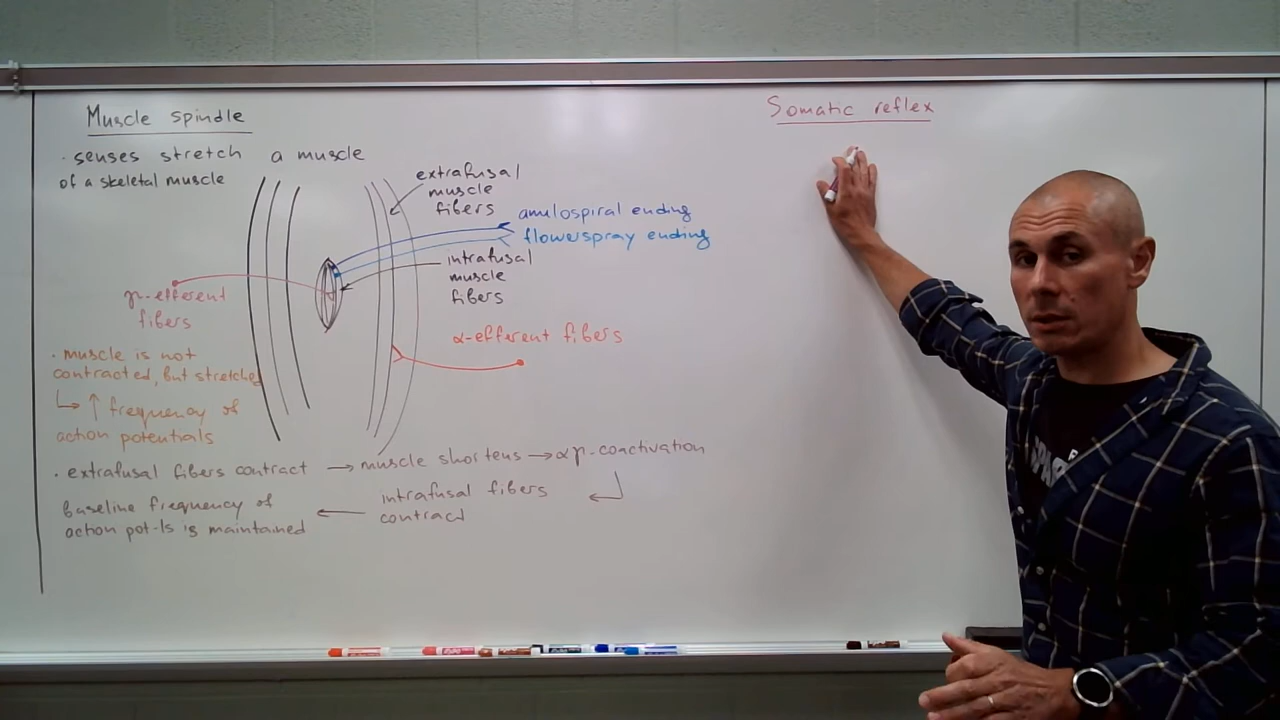 Muscle spindle
· senses stretch a muscle
of a skeletal muscle
extrafusal
muscle
fibers
anulospiral ending
flowerspray ending
intrafusal
muscle
fibers
γ-efferent
fibers
α-efferent fibers
· muscle is not
contracted, but stretched
↳ ↑ frequency of
action potentials
· extrafusal fibers contract → muscle shortens → αγ-coactivation
intrafusal fibers ←
contract
← baseline frequency of
action pot-ls is maintained
Somatic reflex